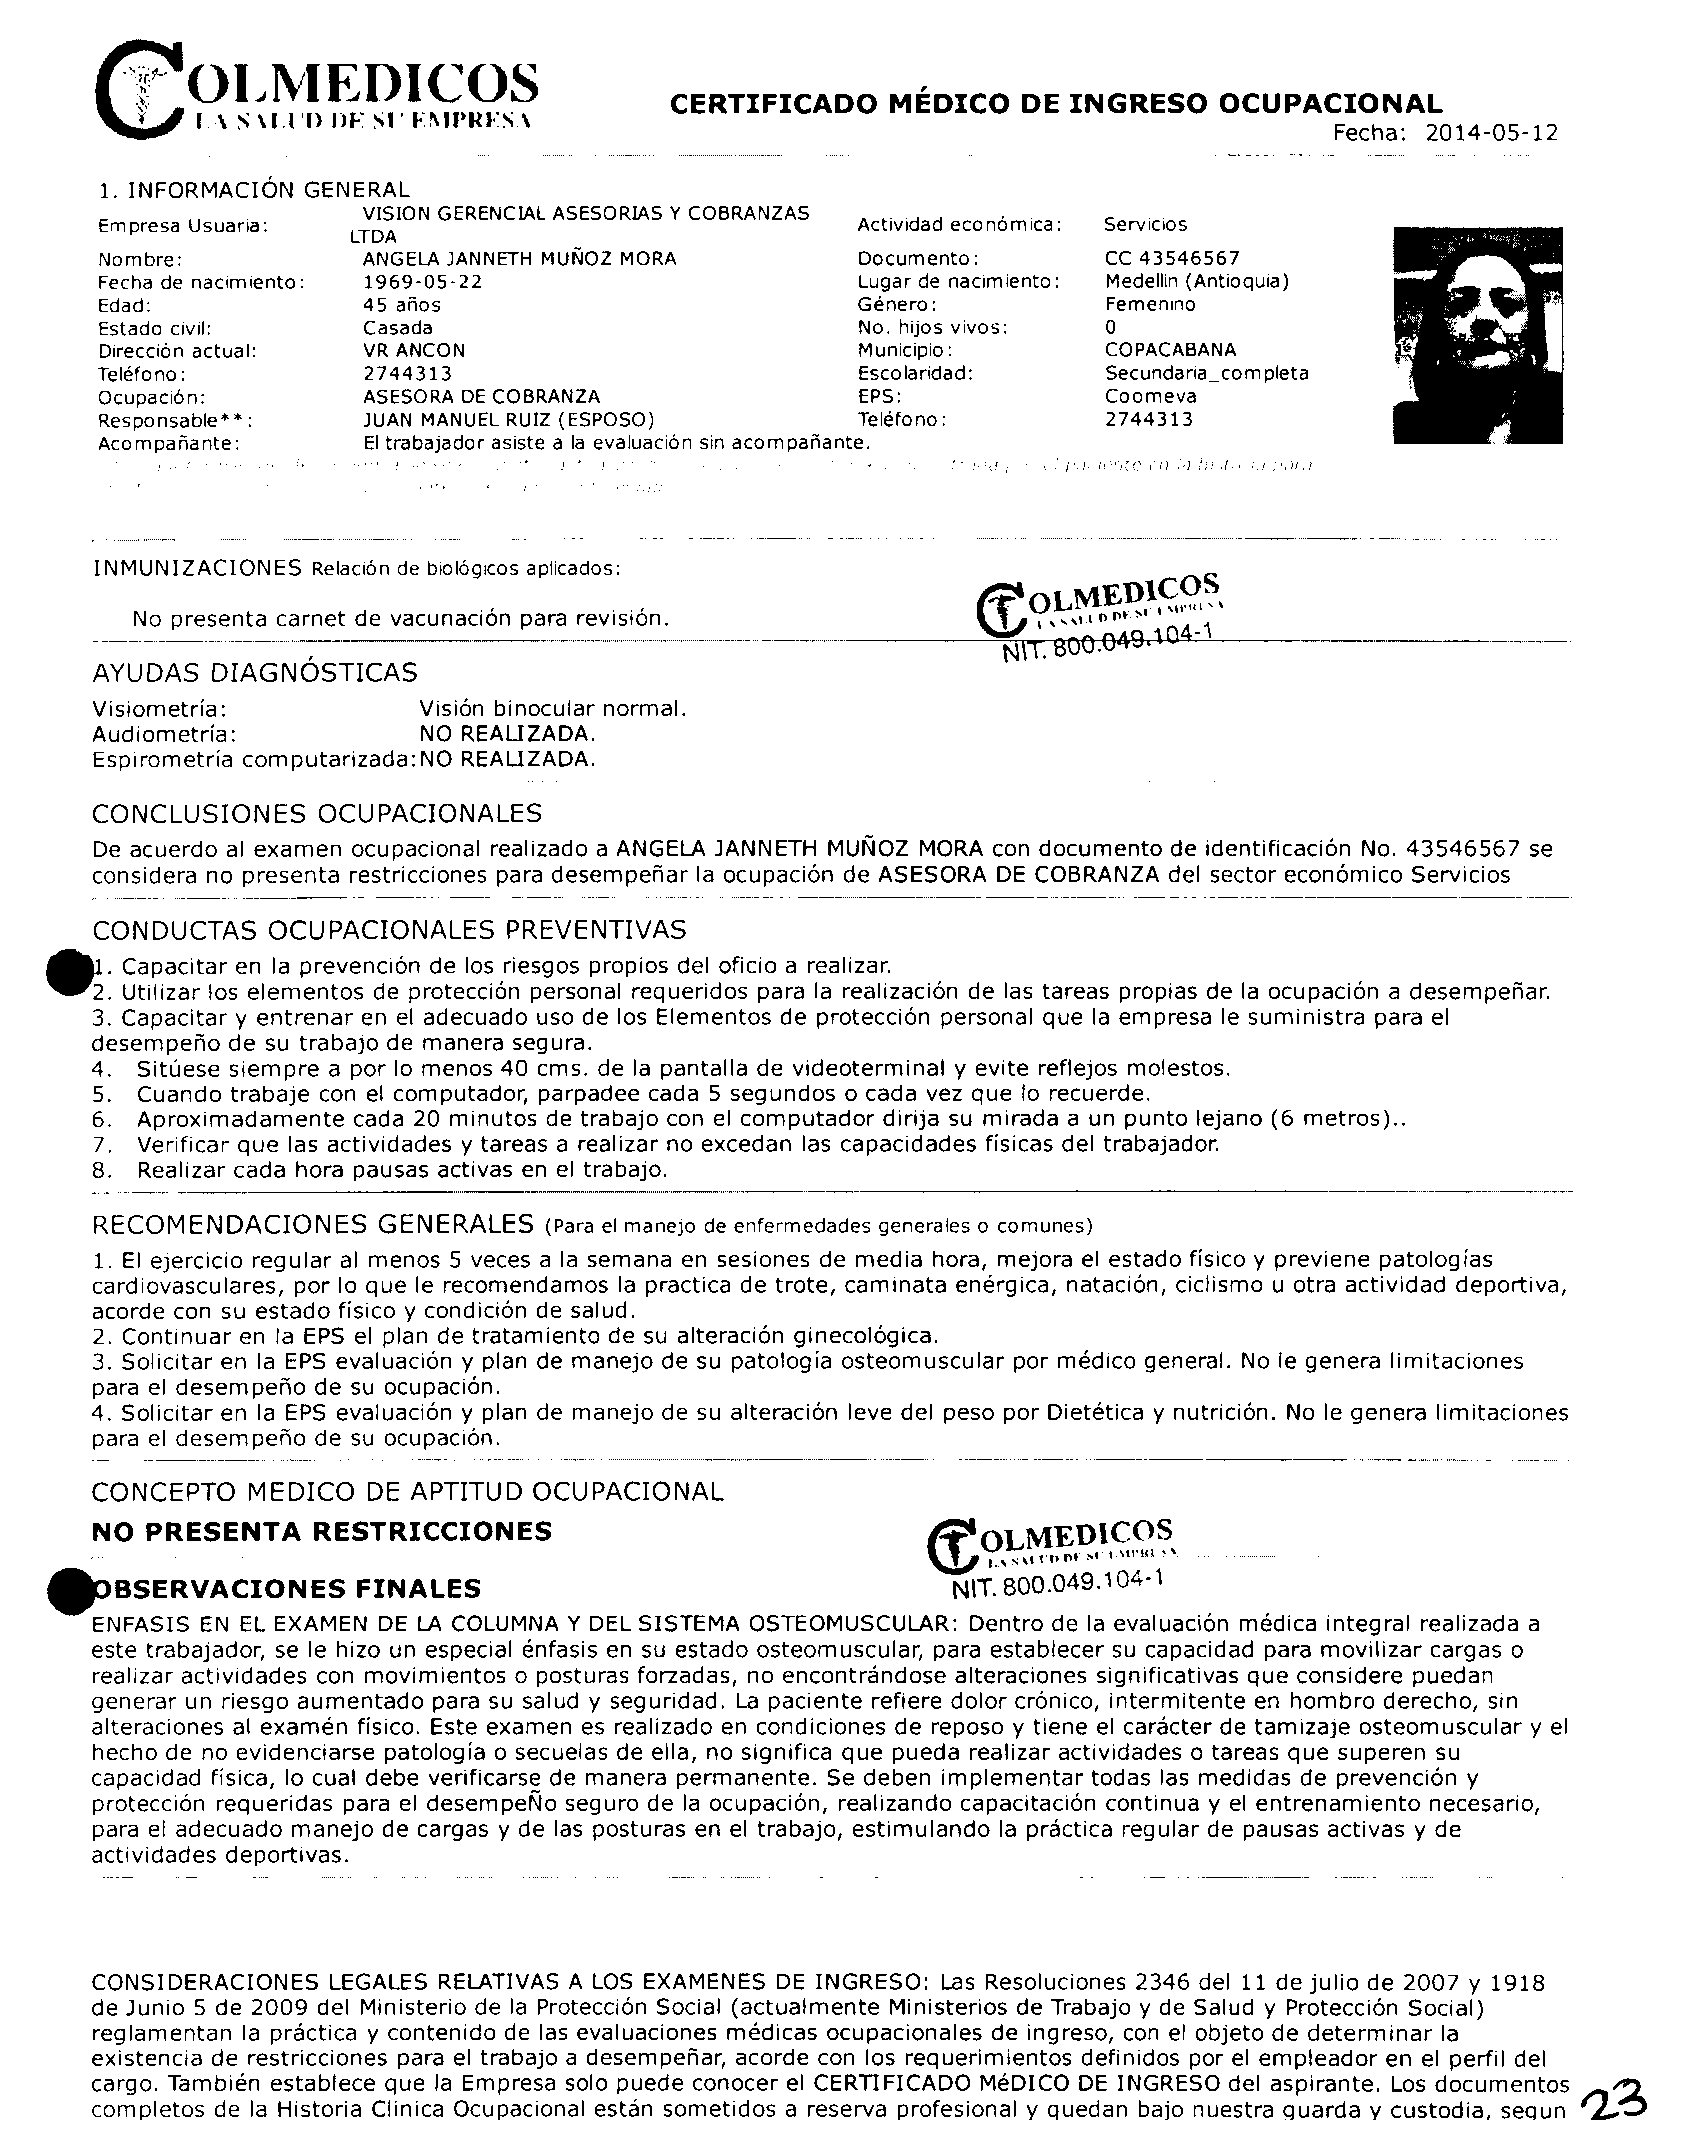 COLMEDICOS
LA SALUD DE SU EMPRESA
CERTIFICADO MÉDICO DE INGRESO OCUPACIONAL
Fecha: 2014-05-12
1. INFORMACIÓN GENERAL
Empresa Usuaria: VISION GERENCIAL ASESORIAS Y COBRANZAS LTDA Actividad económica: Servicios
Nombre: ANGELA JANNETH MUÑOZ MORA Documento: CC 43546567
Fecha de nacimiento: 1969-05-22 Lugar de nacimiento: Medellin (Antioquia)
Edad: 45 años Género: Femenino
Estado civil: Casada No. hijos vivos: 0
Dirección actual: VR ANCON Municipio: COPACABANA
Teléfono: 2744313 Escolaridad: Secundaria_completa
Ocupación: ASESORA DE COBRANZA EPS: Coomeva
Responsable**: JUAN MANUEL RUIZ (ESPOSO) Teléfono: 2744313
Acompañante: El trabajador asiste a la evaluación sin acompañante.
INMUNIZACIONES Relación de biológicos aplicados:
No presenta carnet de vacunación para revisión.
COLMEDICOS
LA SALUD DE SU EMPRESA
NIT. 800.049.104-1
AYUDAS DIAGNÓSTICAS
Visiometría: Visión binocular normal.
Audiometría: NO REALIZADA.
Espirometría computarizada: NO REALIZADA.
CONCLUSIONES OCUPACIONALES
De acuerdo al examen ocupacional realizado a ANGELA JANNETH MUÑOZ MORA con documento de identificación No. 43546567 se
considera no presenta restricciones para desempeñar la ocupación de ASESORA DE COBRANZA del sector económico Servicios
CONDUCTAS OCUPACIONALES PREVENTIVAS
1. Capacitar en la prevención de los riesgos propios del oficio a realizar.
2. Utilizar los elementos de protección personal requeridos para la realización de las tareas propias de la ocupación a desempeñar.
3. Capacitar y entrenar en el adecuado uso de los Elementos de protección personal que la empresa le suministra para el
desempeño de su trabajo de manera segura.
4. Sitúese siempre a por lo menos 40 cms. de la pantalla de videoterminal y evite reflejos molestos.
5. Cuando trabaje con el computador, parpadee cada 5 segundos o cada vez que lo recuerde.
6. Aproximadamente cada 20 minutos de trabajo con el computador dirija su mirada a un punto lejano (6 metros)..
7. Verificar que las actividades y tareas a realizar no excedan las capacidades físicas del trabajador.
8. Realizar cada hora pausas activas en el trabajo.
RECOMENDACIONES GENERALES (Para el manejo de enfermedades generales o comunes)
1. El ejercicio regular al menos 5 veces a la semana en sesiones de media hora, mejora el estado físico y previene patologías
cardiovasculares, por lo que le recomendamos la practica de trote, caminata enérgica, natación, ciclismo u otra actividad deportiva,
acorde con su estado físico y condición de salud.
2. Continuar en la EPS el plan de tratamiento de su alteración ginecológica.
3. Solicitar en la EPS evaluación y plan de manejo de su patología osteomuscular por médico general. No le genera limitaciones
para el desempeño de su ocupación.
4. Solicitar en la EPS evaluación y plan de manejo de su alteración leve del peso por Dietética y nutrición. No le genera limitaciones
para el desempeño de su ocupación.
CONCEPTO MEDICO DE APTITUD OCUPACIONAL
NO PRESENTA RESTRICCIONES
COLMEDICOS
LA SALUD DE SU EMPRESA
NIT. 800.049.104-1
OBSERVACIONES FINALES
ENFASIS EN EL EXAMEN DE LA COLUMNA Y DEL SISTEMA OSTEOMUSCULAR: Dentro de la evaluación médica integral realizada a
este trabajador, se le hizo un especial énfasis en su estado osteomuscular, para establecer su capacidad para movilizar cargas o
realizar actividades con movimientos o posturas forzadas, no encontrándose alteraciones significativas que considere puedan
generar un riesgo aumentado para su salud y seguridad. La paciente refiere dolor crónico, intermitente en hombro derecho, sin
alteraciones al examén físico. Este examen es realizado en condiciones de reposo y tiene el carácter de tamizaje osteomuscular y el
hecho de no evidenciarse patología o secuelas de ella, no significa que pueda realizar actividades o tareas que superen su
capacidad física, lo cual debe verificarse de manera permanente. Se deben implementar todas las medidas de prevención y
protección requeridas para el desempeÑo seguro de la ocupación, realizando capacitación continua y el entrenamiento necesario,
para el adecuado manejo de cargas y de las posturas en el trabajo, estimulando la práctica regular de pausas activas y de
actividades deportivas.
CONSIDERACIONES LEGALES RELATIVAS A LOS EXAMENES DE INGRESO: Las Resoluciones 2346 del 11 de julio de 2007 y 1918
de Junio 5 de 2009 del Ministerio de la Protección Social (actualmente Ministerios de Trabajo y de Salud y Protección Social)
reglamentan la práctica y contenido de las evaluaciones médicas ocupacionales de ingreso, con el objeto de determinar la
existencia de restricciones para el trabajo a desempeñar, acorde con los requerimientos definidos por el empleador en el perfil del
cargo. También establece que la Empresa solo puede conocer el CERTIFICADO MéDICO DE INGRESO del aspirante. Los documentos
completos de la Historia Clinica Ocupacional están sometidos a reserva profesional y quedan bajo nuestra guarda y custodia, segun
23